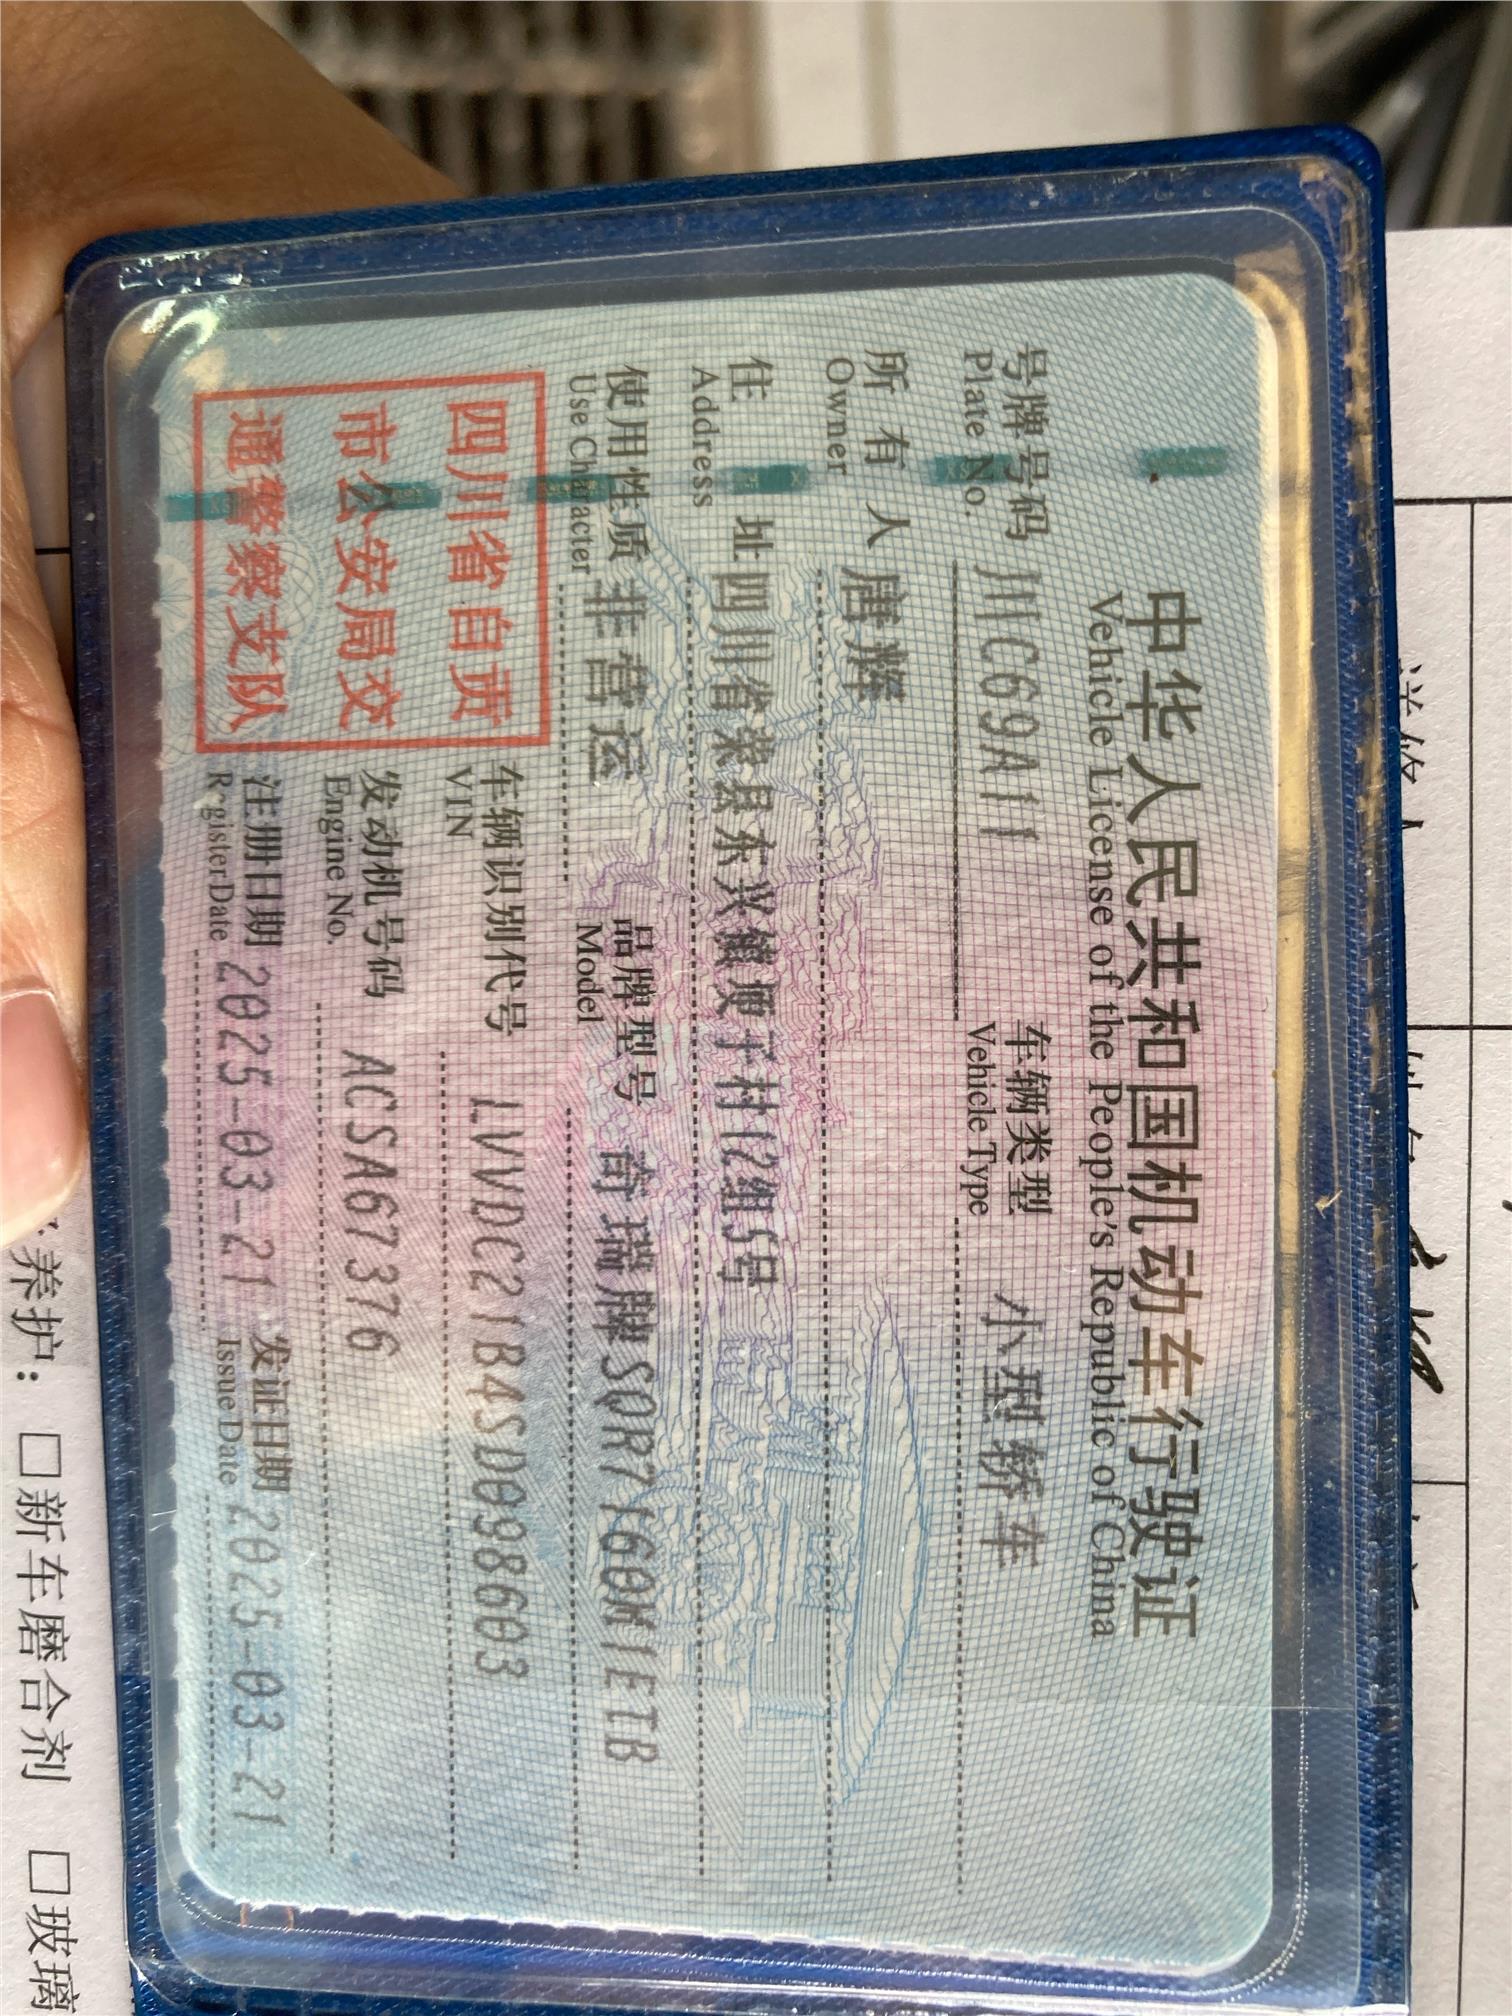 中华人民共和国机动车行驶证
Vehicle License of the People's Republic of China
号牌号码 川C69A11 车辆类型 小型轿车
Plate No. Vehicle Type
所有人 唐辉
Owner
住址 四川省荣县东兴镇更子村12组5号
Address
使用性质 非营运 品牌型号 奇瑞牌SQR7160M1ETB
Use Character Model
四川省自贡
市公安局交
通警察支队
车辆识别代号 LVVDC21B4SD098603
VIN
发动机号码 ACSA67376
Engine No.
注册日期 2025-03-21 发证日期 2025-03-21
Register Date Issue Date
养护：□新车磨合剂 □玻璃